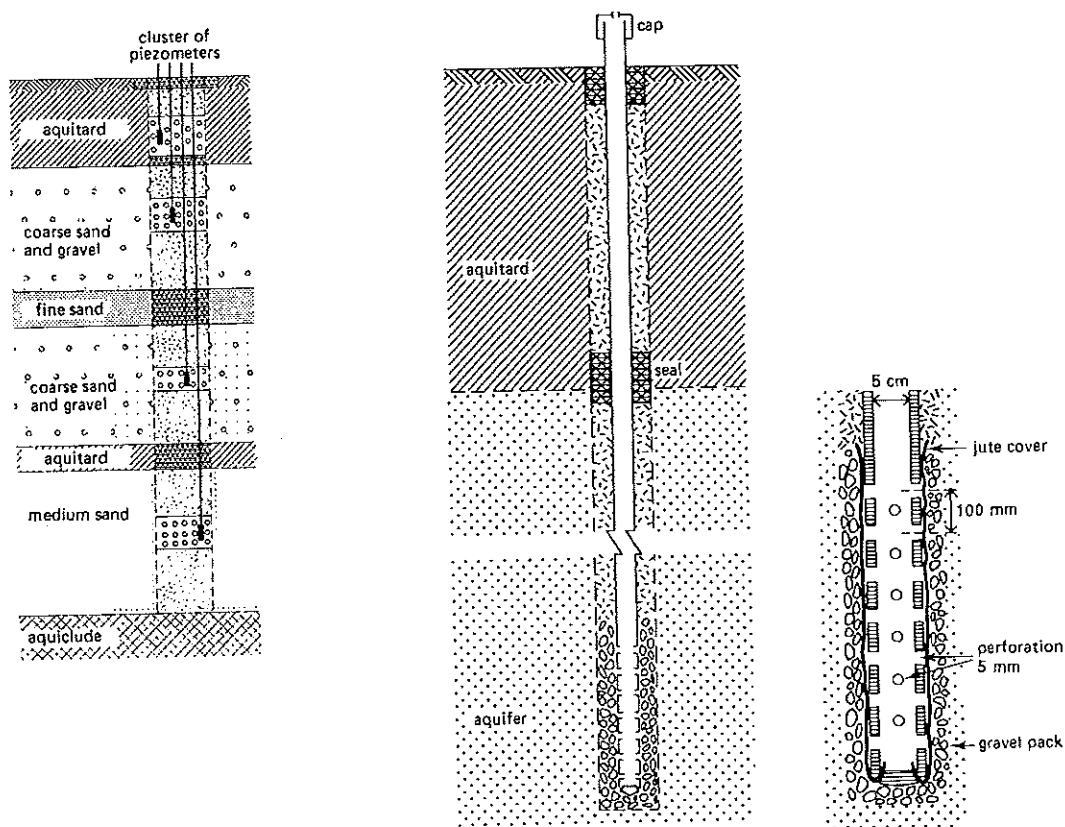 cluster of
piezometers
aquitard
coarse sand
and gravel
fine sand
coarse sand
and gravel
aquitard
medium sand
aquiclude
cap
aquitard
seal
aquifer
5 cm
jute cover
100 mm
perforation
5 mm
gravel pack